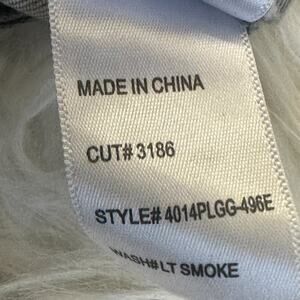 MADE IN CHINA
CUT# 3186
STYLE# 4014PLGG-496E
WASH# LT SMOKE